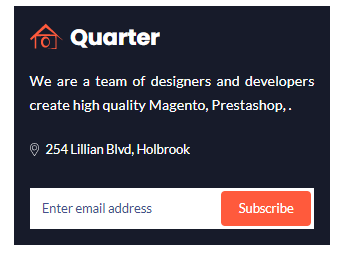 Quarter
We are a team of designers and developers
create high quality Magento, Prestashop, .
254 Lillian Blvd, Holbrook
Enter email address Subscribe